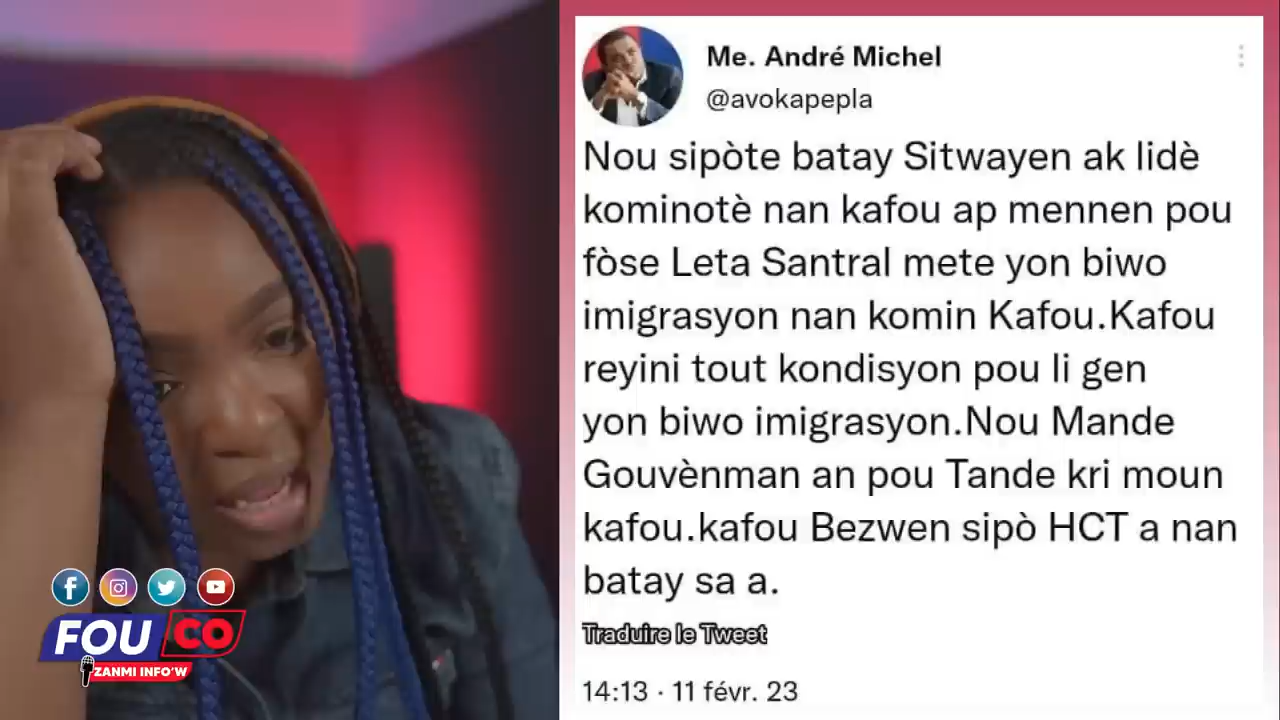 Me. André Michel
@avokapepla
Nou sipòte batay Sitwayen ak lidè
kominotè nan kafou ap mennen pou
fòse Leta Santral mete yon biwo
imigrasyon nan komin Kafou.Kafou
reyini tout kondisyon pou li gen
yon biwo imigrasyon.Nou Mande
Gouvènman an pou Tande kri moun
kafou.kafou Bezwen sipò HCT a nan
batay sa a.
Traduire le Tweet
14:13 · 11 févr. 23
FOU CO
ZANMI INFO'W